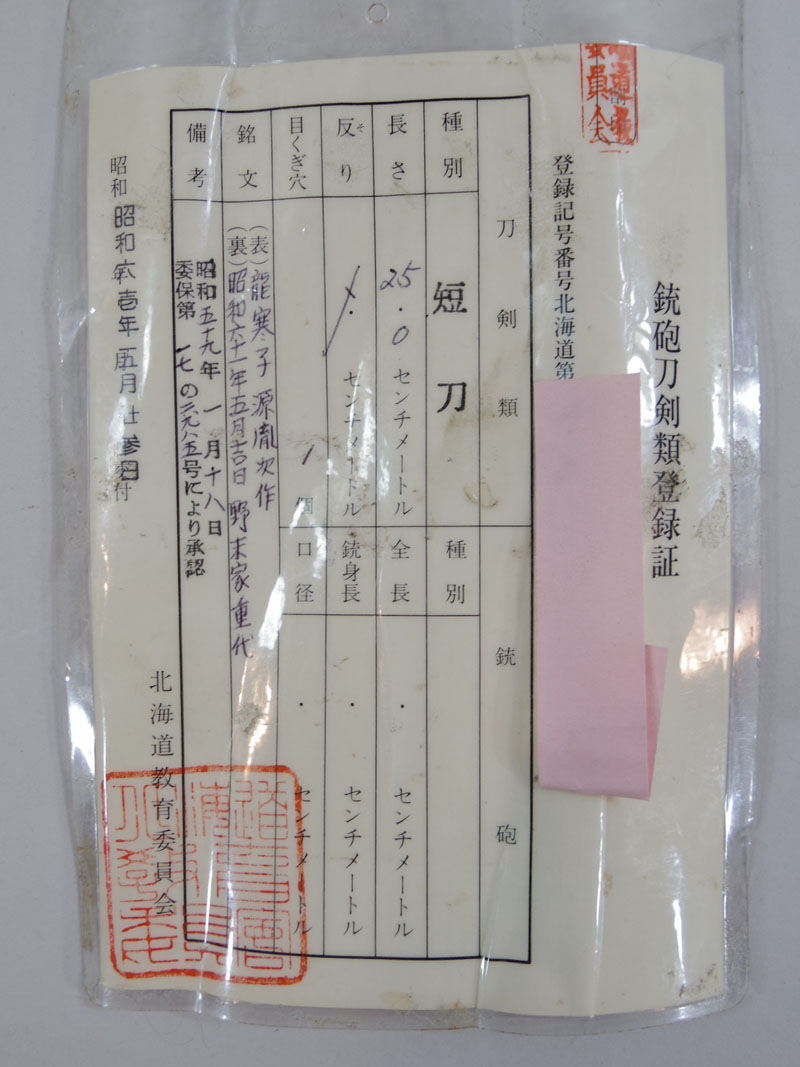 銃砲刀剣類登録証
登録記号番号北海道第
刀剣類
銃砲
種別
短刀
種別
長さ
25.0センチメートル
全長
・センチメートル
反り
そ
・センチメートル
銃身長
・センチメートル
目くぎ穴
1個
口径
・センチメートル
銘文
(表)龍寒子源胤次作
(裏)昭和六十一年五月吉日 野末家重代
備考
昭和五十九年一月十八日
委保第一七の二九八五号により承認
昭和 昭和 年五月 日 付
北海道教育委員会